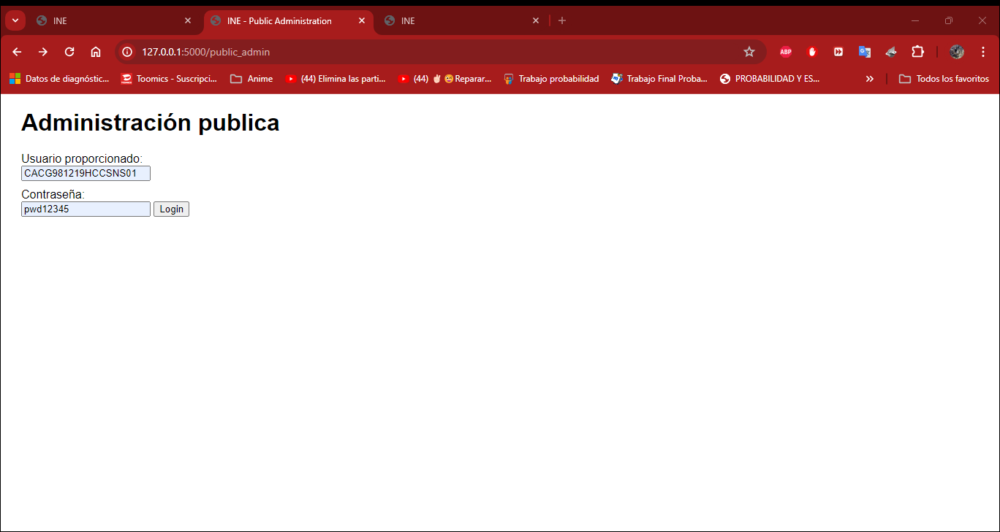 INE
INE - Public Administration
INE
127.0.0.1:5000/public_admin
ABP
Datos de diagnóstic...
Toomics - Suscripci...
Anime
(44) Elimina las parti...
(44) ✌😉Reparar...
Trabajo probabilidad
Trabajo Final Proba...
PROBABILIDAD Y ES...
Todos los favoritos
Administración publica
Usuario proporcionado:
CACG981219HCCSNS01
Contraseña:
pwd12345
Login